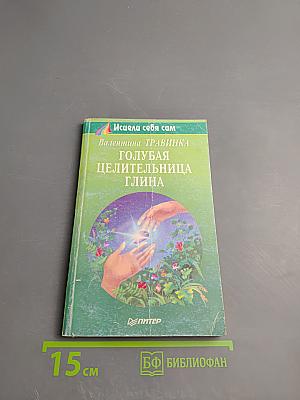 Исцели себя сам
Валентина ТРАВИНКА
ГОЛУБАЯ
ЦЕЛИТЕЛЬНИЦА
ГЛИНА
ПИТЕР
15 см
БФ БИБЛИОФАН